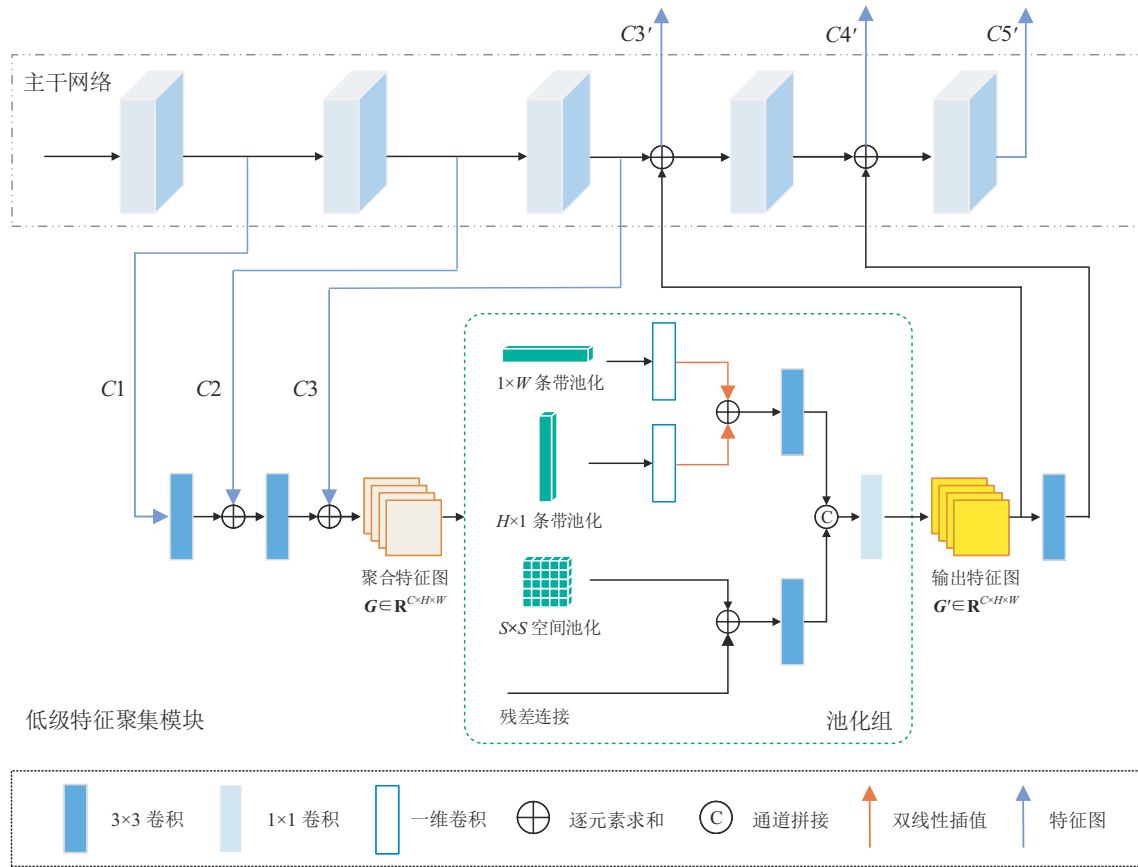 C3′
C4′
C5′
主干网络
C1
C2
C3
1×W 条带池化
H×1 条带池化
C
聚合特征图
G∈R^{C×H×W}
S×S 空间池化
输出特征图
G′∈R^{C×H×W}
残差连接
低级特征聚集模块
池化组
3×3 卷积
1×1 卷积
一维卷积
逐元素求和
C
通道拼接
双线性插值
特征图